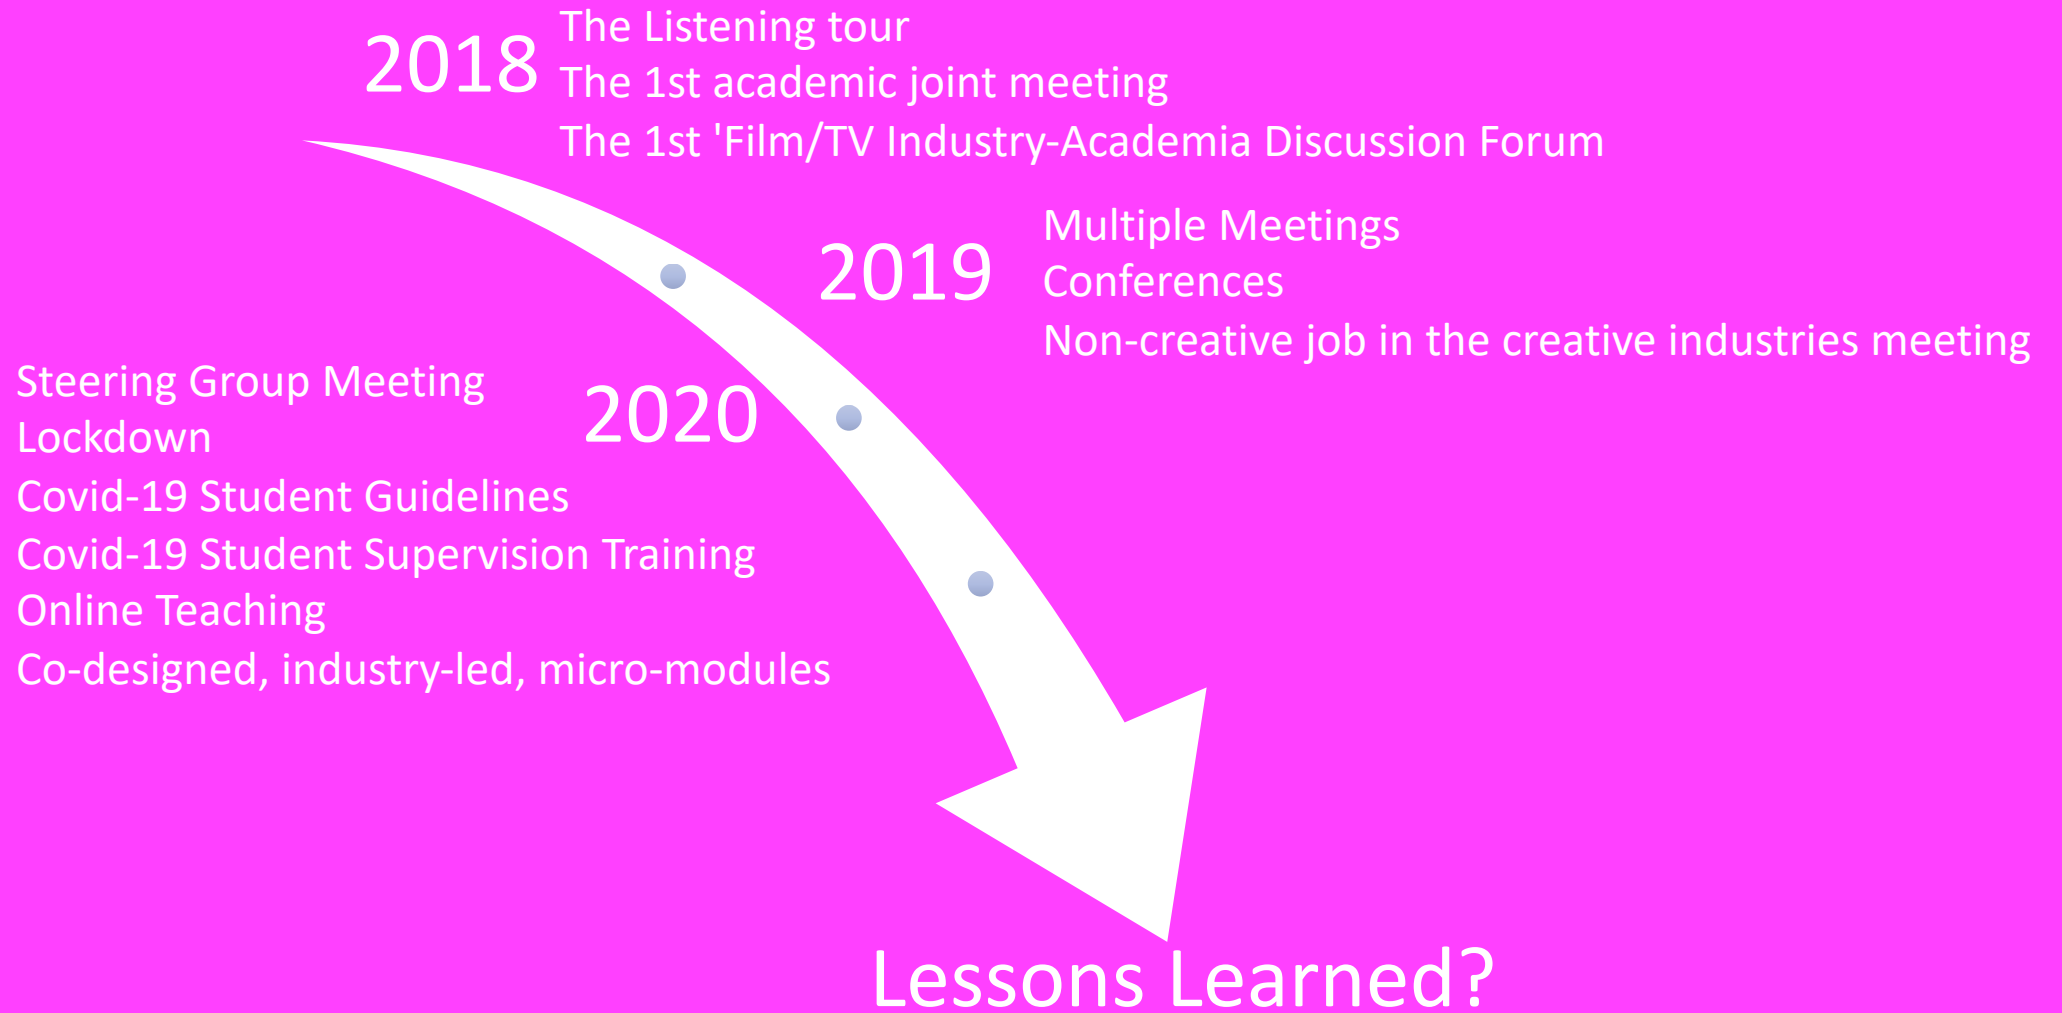 2018
The Listening tour
The 1st academic joint meeting
The 1st 'Film/TV Industry-Academia Discussion Forum
2019
Multiple Meetings
Conferences
Non-creative job in the creative industries meeting
2020
Steering Group Meeting
Lockdown
Covid-19 Student Guidelines
Covid-19 Student Supervision Training
Online Teaching
Co-designed, industry-led, micro-modules
Lessons Learned?